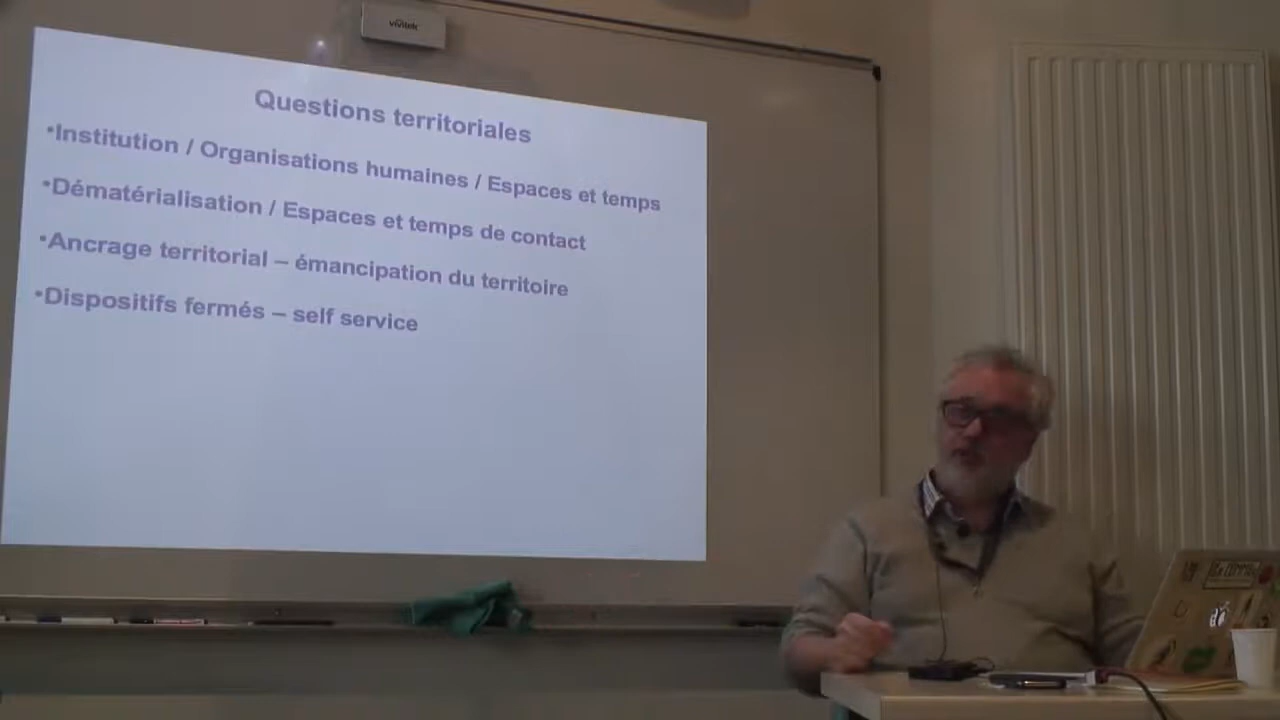 vivitek
Questions territoriales
•Institution / Organisations humaines / Espaces et temps
•Dématérialisation / Espaces et temps de contact
•Ancrage territorial – émancipation du territoire
•Dispositifs fermés – self service